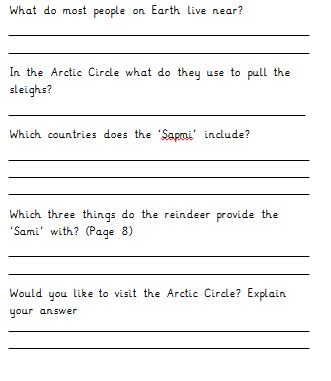 What do most people on Earth live near?
In the Arctic Circle what do they use to pull the
sleighs?
Which countries does the ‘Sapmi’ include?
Which three things do the reindeer provide the
‘Sami’ with? (Page 8)
Would you like to visit the Arctic Circle? Explain
your answer